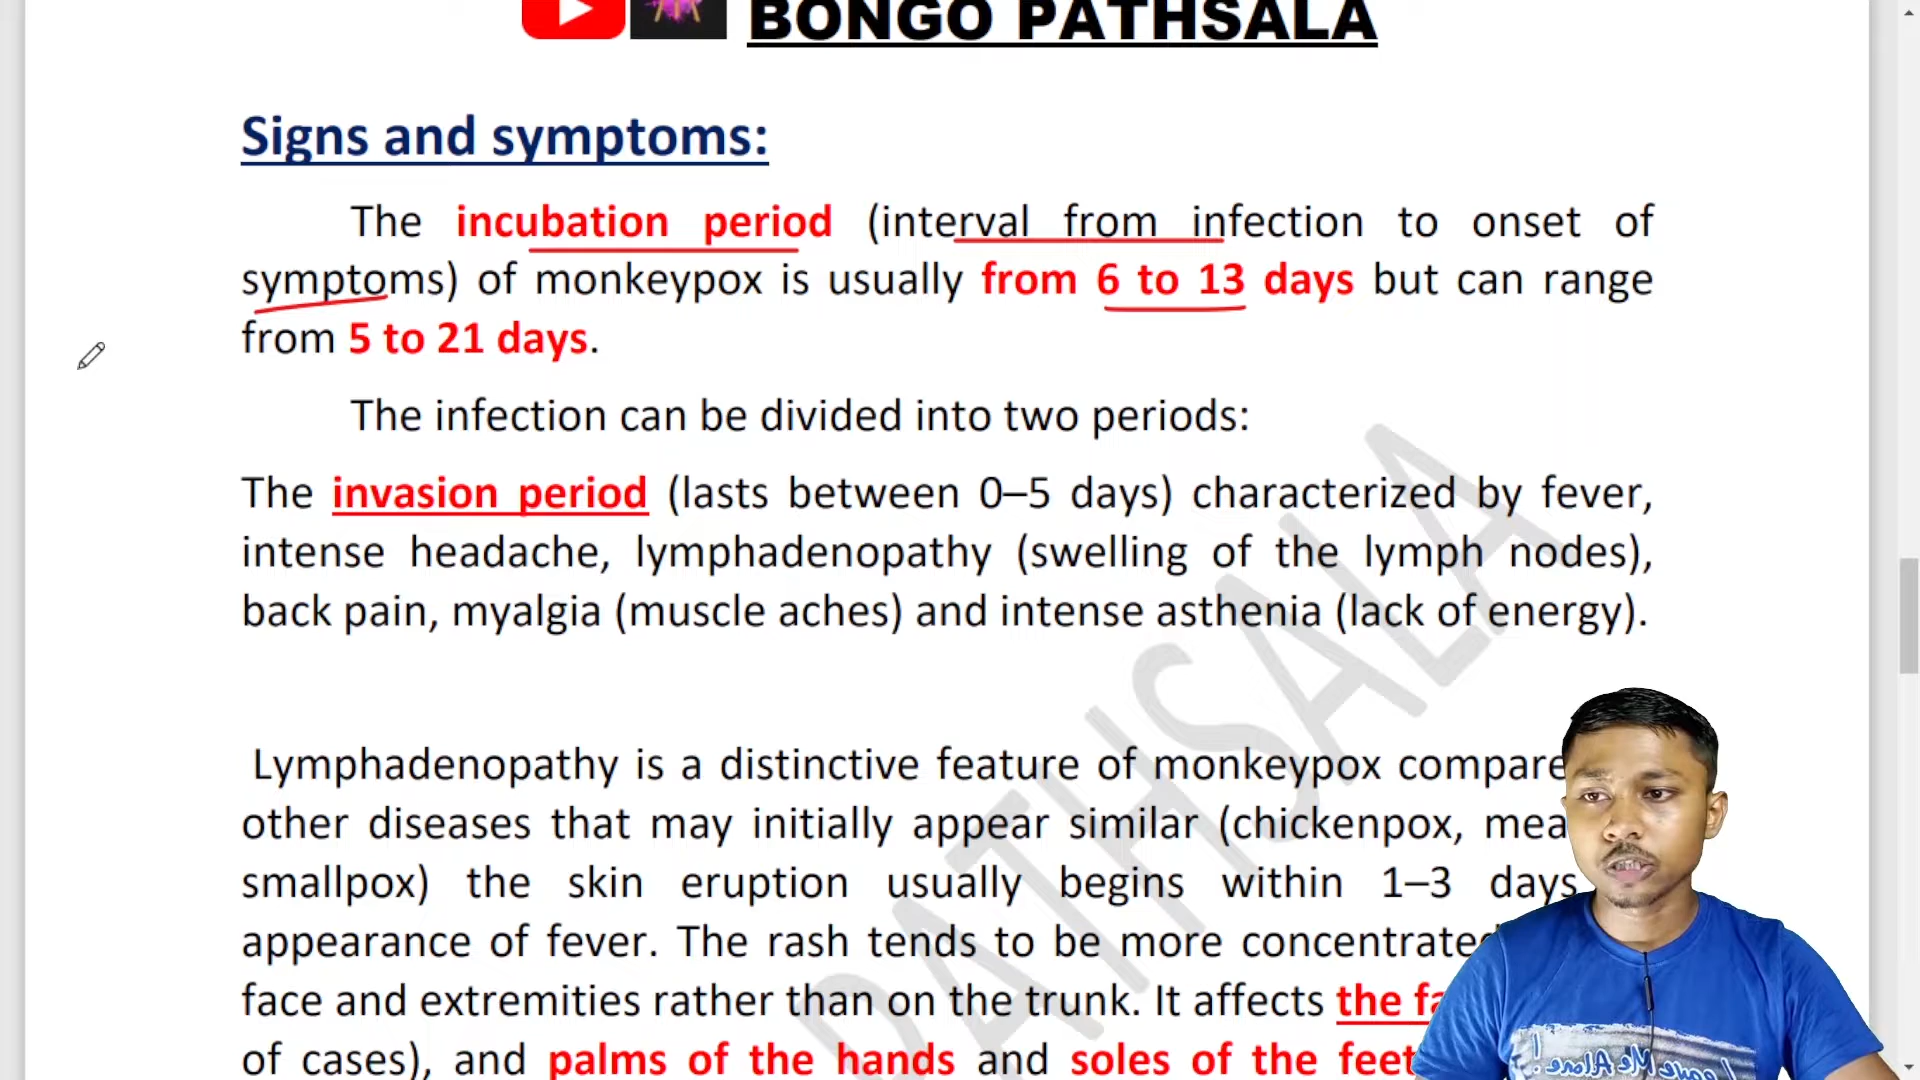 BONGO PATHSALA
Signs and symptoms:
The incubation period (interval from infection to onset of
symptoms) of monkeypox is usually from 6 to 13 days but can range
from 5 to 21 days.
The infection can be divided into two periods:
The invasion period (lasts between 0–5 days) characterized by fever,
intense headache, lymphadenopathy (swelling of the lymph nodes),
back pain, myalgia (muscle aches) and intense asthenia (lack of energy).
Lymphadenopathy is a distinctive feature of monkeypox compare
other diseases that may initially appear similar (chickenpox, mea
smallpox) the skin eruption usually begins within 1–3 days
appearance of fever. The rash tends to be more concentrated
face and extremities rather than on the trunk. It affects the fa
of cases), and palms of the hands and soles of the feet
PATHSALA
Leave Me Alone!